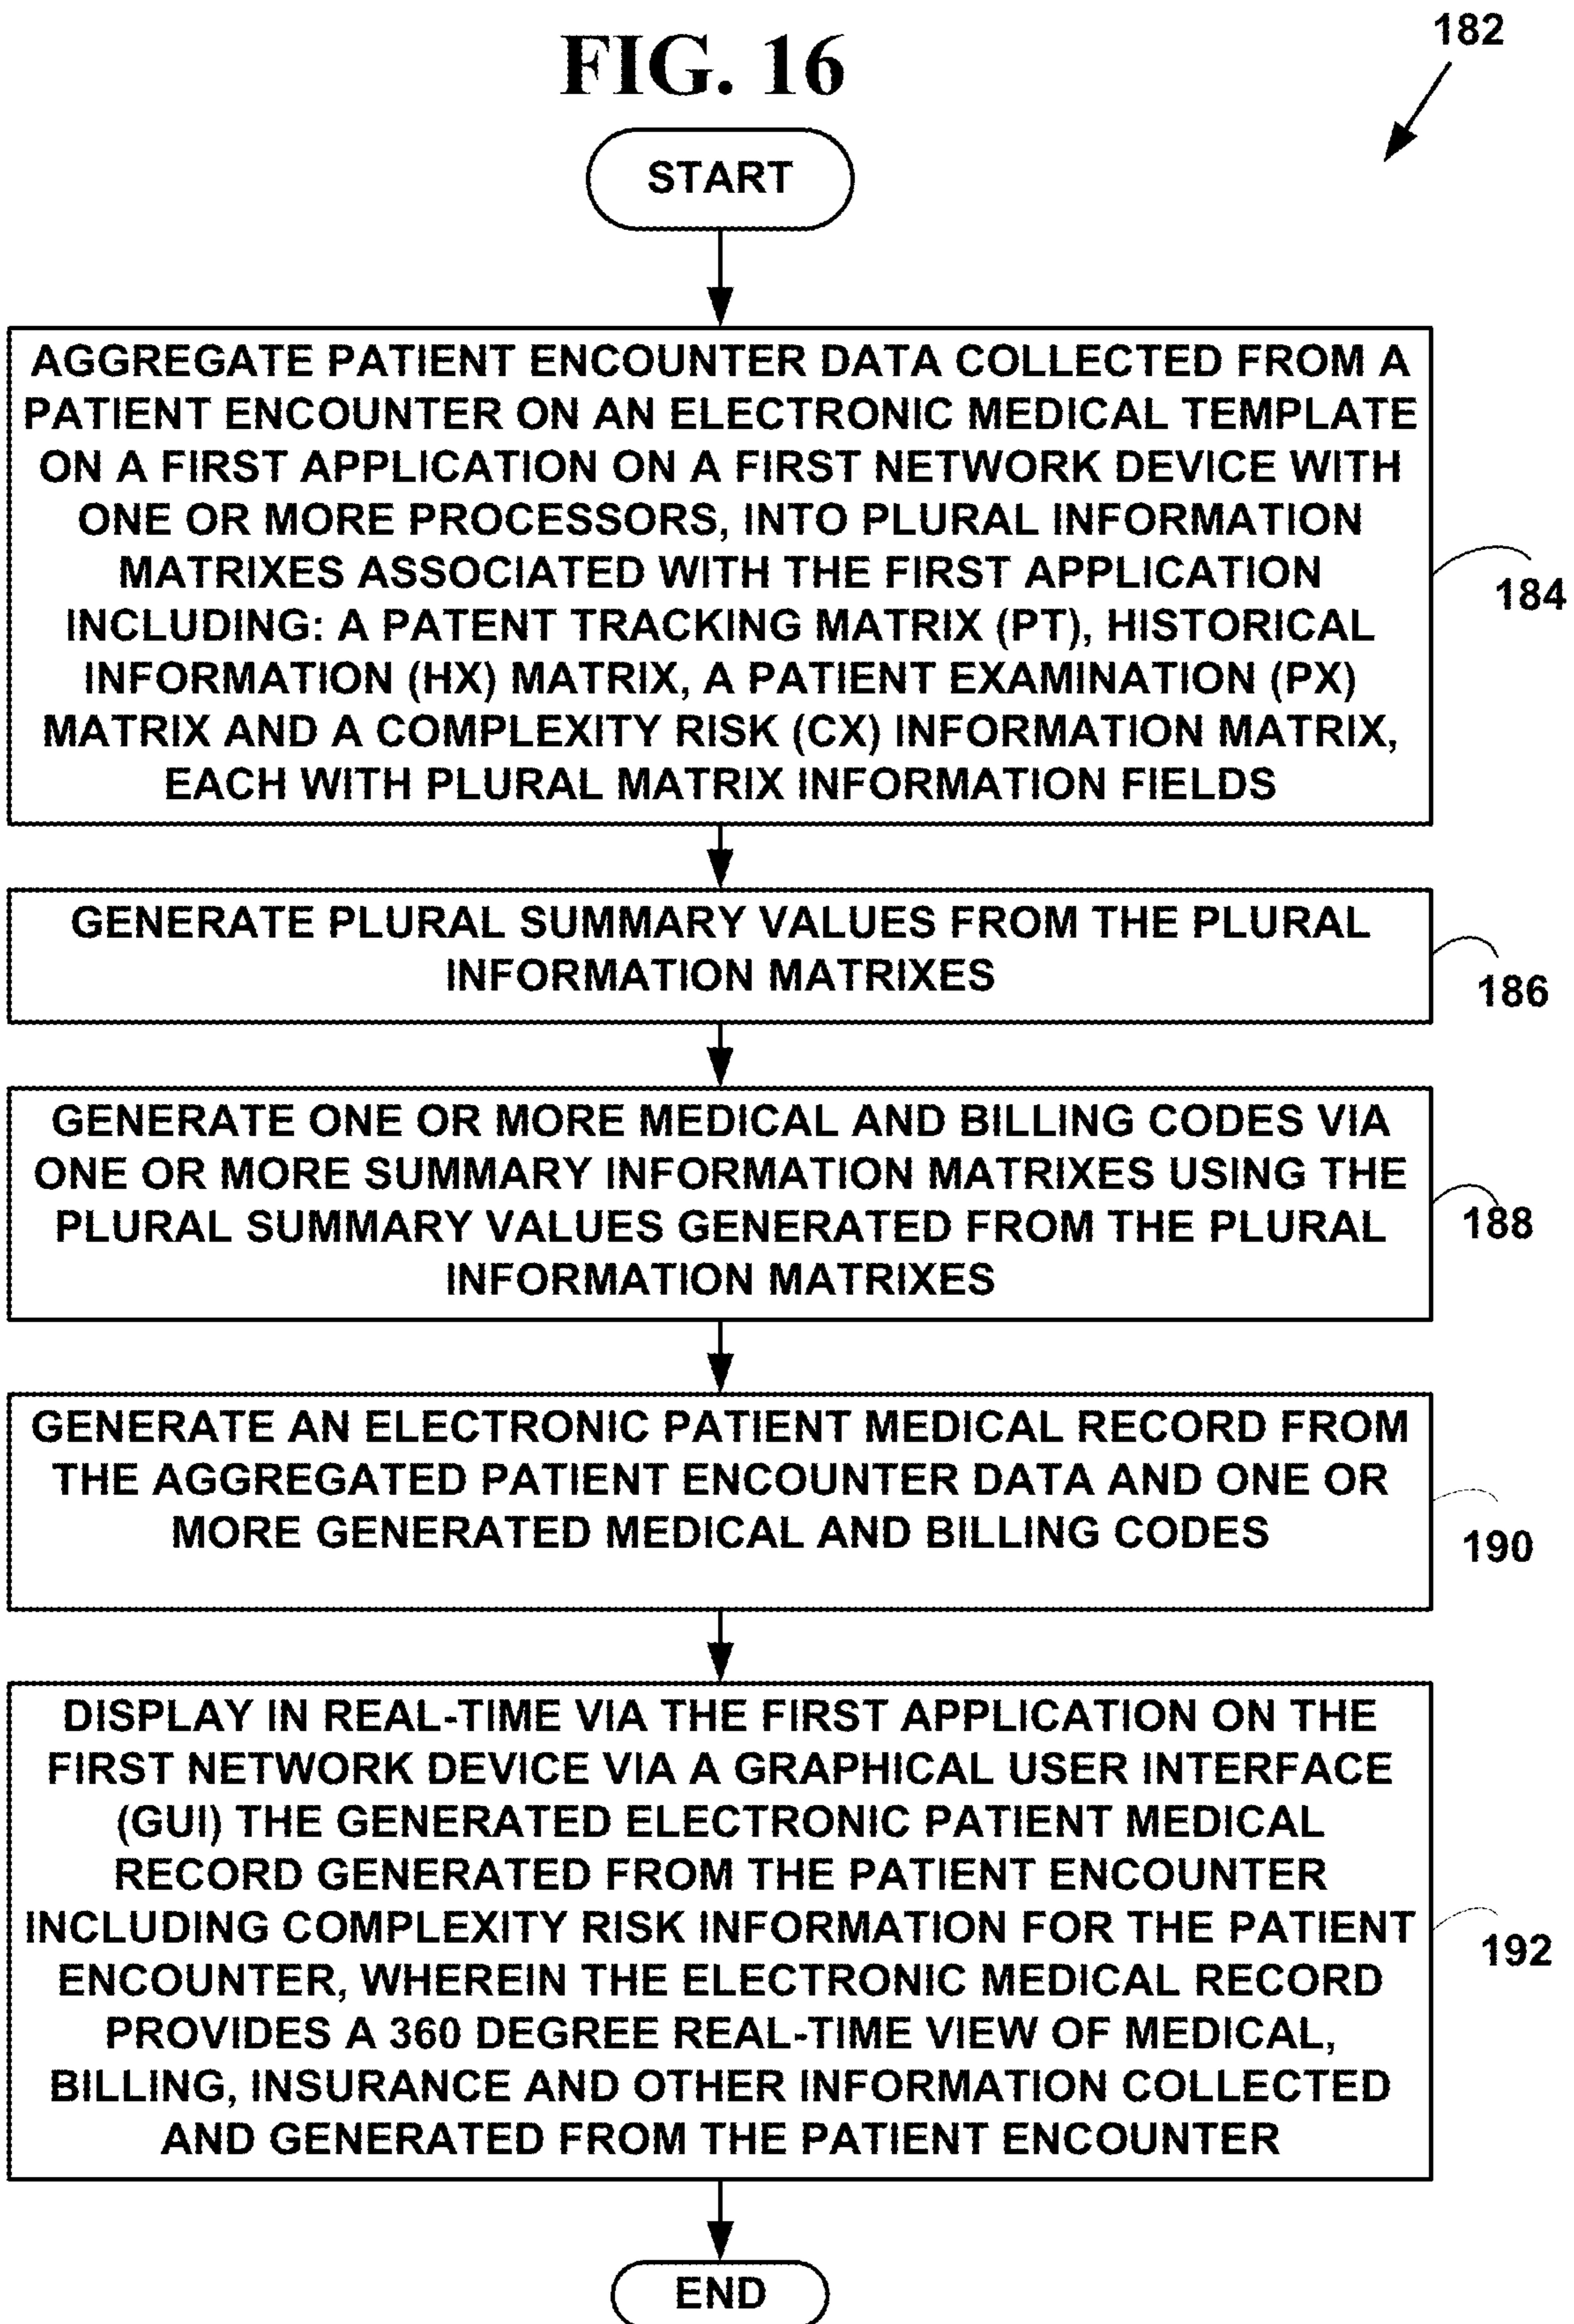 FIG. 16
182
START
AGGREGATE PATIENT ENCOUNTER DATA COLLECTED FROM A
PATIENT ENCOUNTER ON AN ELECTRONIC MEDICAL TEMPLATE
ON A FIRST APPLICATION ON A FIRST NETWORK DEVICE WITH
ONE OR MORE PROCESSORS, INTO PLURAL INFORMATION
MATRIXES ASSOCIATED WITH THE FIRST APPLICATION
INCLUDING: A PATENT TRACKING MATRIX (PT), HISTORICAL
INFORMATION (HX) MATRIX, A PATIENT EXAMINATION (PX)
MATRIX AND A COMPLEXITY RISK (CX) INFORMATION MATRIX,
EACH WITH PLURAL MATRIX INFORMATION FIELDS
184
GENERATE PLURAL SUMMARY VALUES FROM THE PLURAL
INFORMATION MATRIXES
186
GENERATE ONE OR MORE MEDICAL AND BILLING CODES VIA
ONE OR MORE SUMMARY INFORMATION MATRIXES USING THE
PLURAL SUMMARY VALUES GENERATED FROM THE PLURAL
INFORMATION MATRIXES
188
GENERATE AN ELECTRONIC PATIENT MEDICAL RECORD FROM
THE AGGREGATED PATIENT ENCOUNTER DATA AND ONE OR
MORE GENERATED MEDICAL AND BILLING CODES
190
DISPLAY IN REAL-TIME VIA THE FIRST APPLICATION ON THE
FIRST NETWORK DEVICE VIA A GRAPHICAL USER INTERFACE
(GUI) THE GENERATED ELECTRONIC PATIENT MEDICAL
RECORD GENERATED FROM THE PATIENT ENCOUNTER
INCLUDING COMPLEXITY RISK INFORMATION FOR THE PATIENT
ENCOUNTER, WHEREIN THE ELECTRONIC MEDICAL RECORD
PROVIDES A 360 DEGREE REAL-TIME VIEW OF MEDICAL,
BILLING, INSURANCE AND OTHER INFORMATION COLLECTED
AND GENERATED FROM THE PATIENT ENCOUNTER
192
END